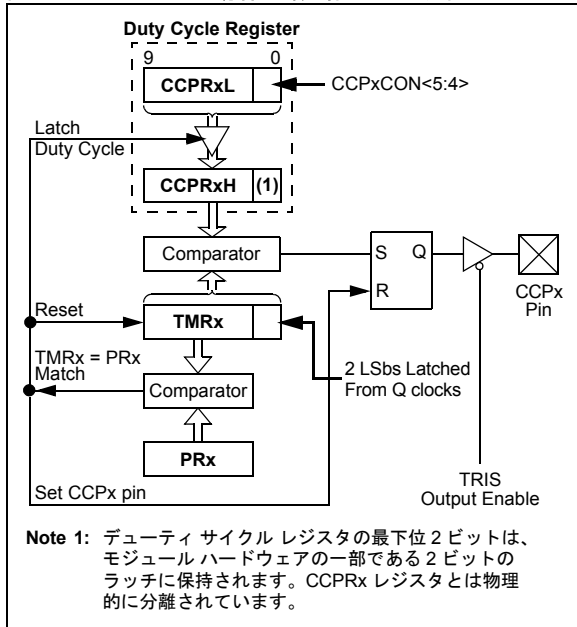 Duty Cycle Register
9 0
CCPRxL
CCPxCON<5:4>
Latch
Duty Cycle
CCPRxH (1)
Comparator
S Q
R
CCPx
Pin
Reset
TMRx
TMRx = PRx
Match
2 LSbs Latched
From Q clocks
Comparator
PRx
Set CCPx pin
TRIS
Output Enable
Note 1: デューティ サイクル レジスタの最下位 2 ビットは、
モジュール ハードウェアの一部である 2 ビットの
ラッチに保持されます。CCPRx レジスタとは物理
的に分離されています。